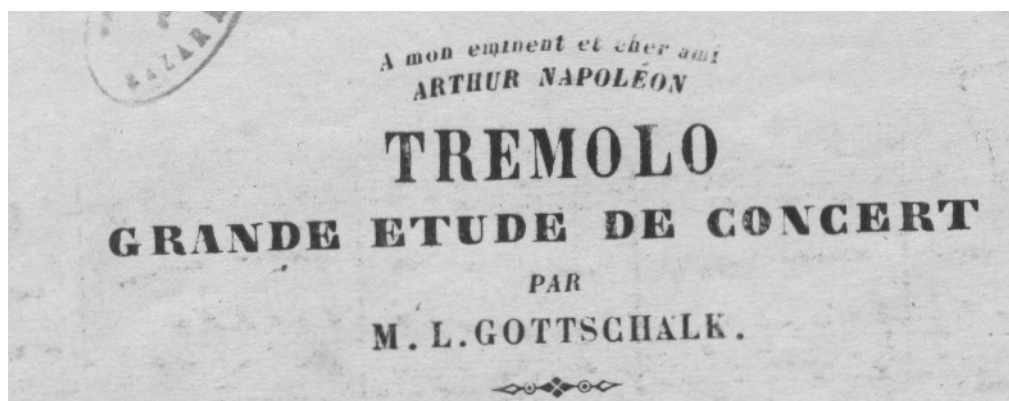 A mon eminent et cher ami
ARTHUR NAPOLÉON
TREMOLO
GRANDE ETUDE DE CONCERT
PAR
M. L. GOTTSCHALK.